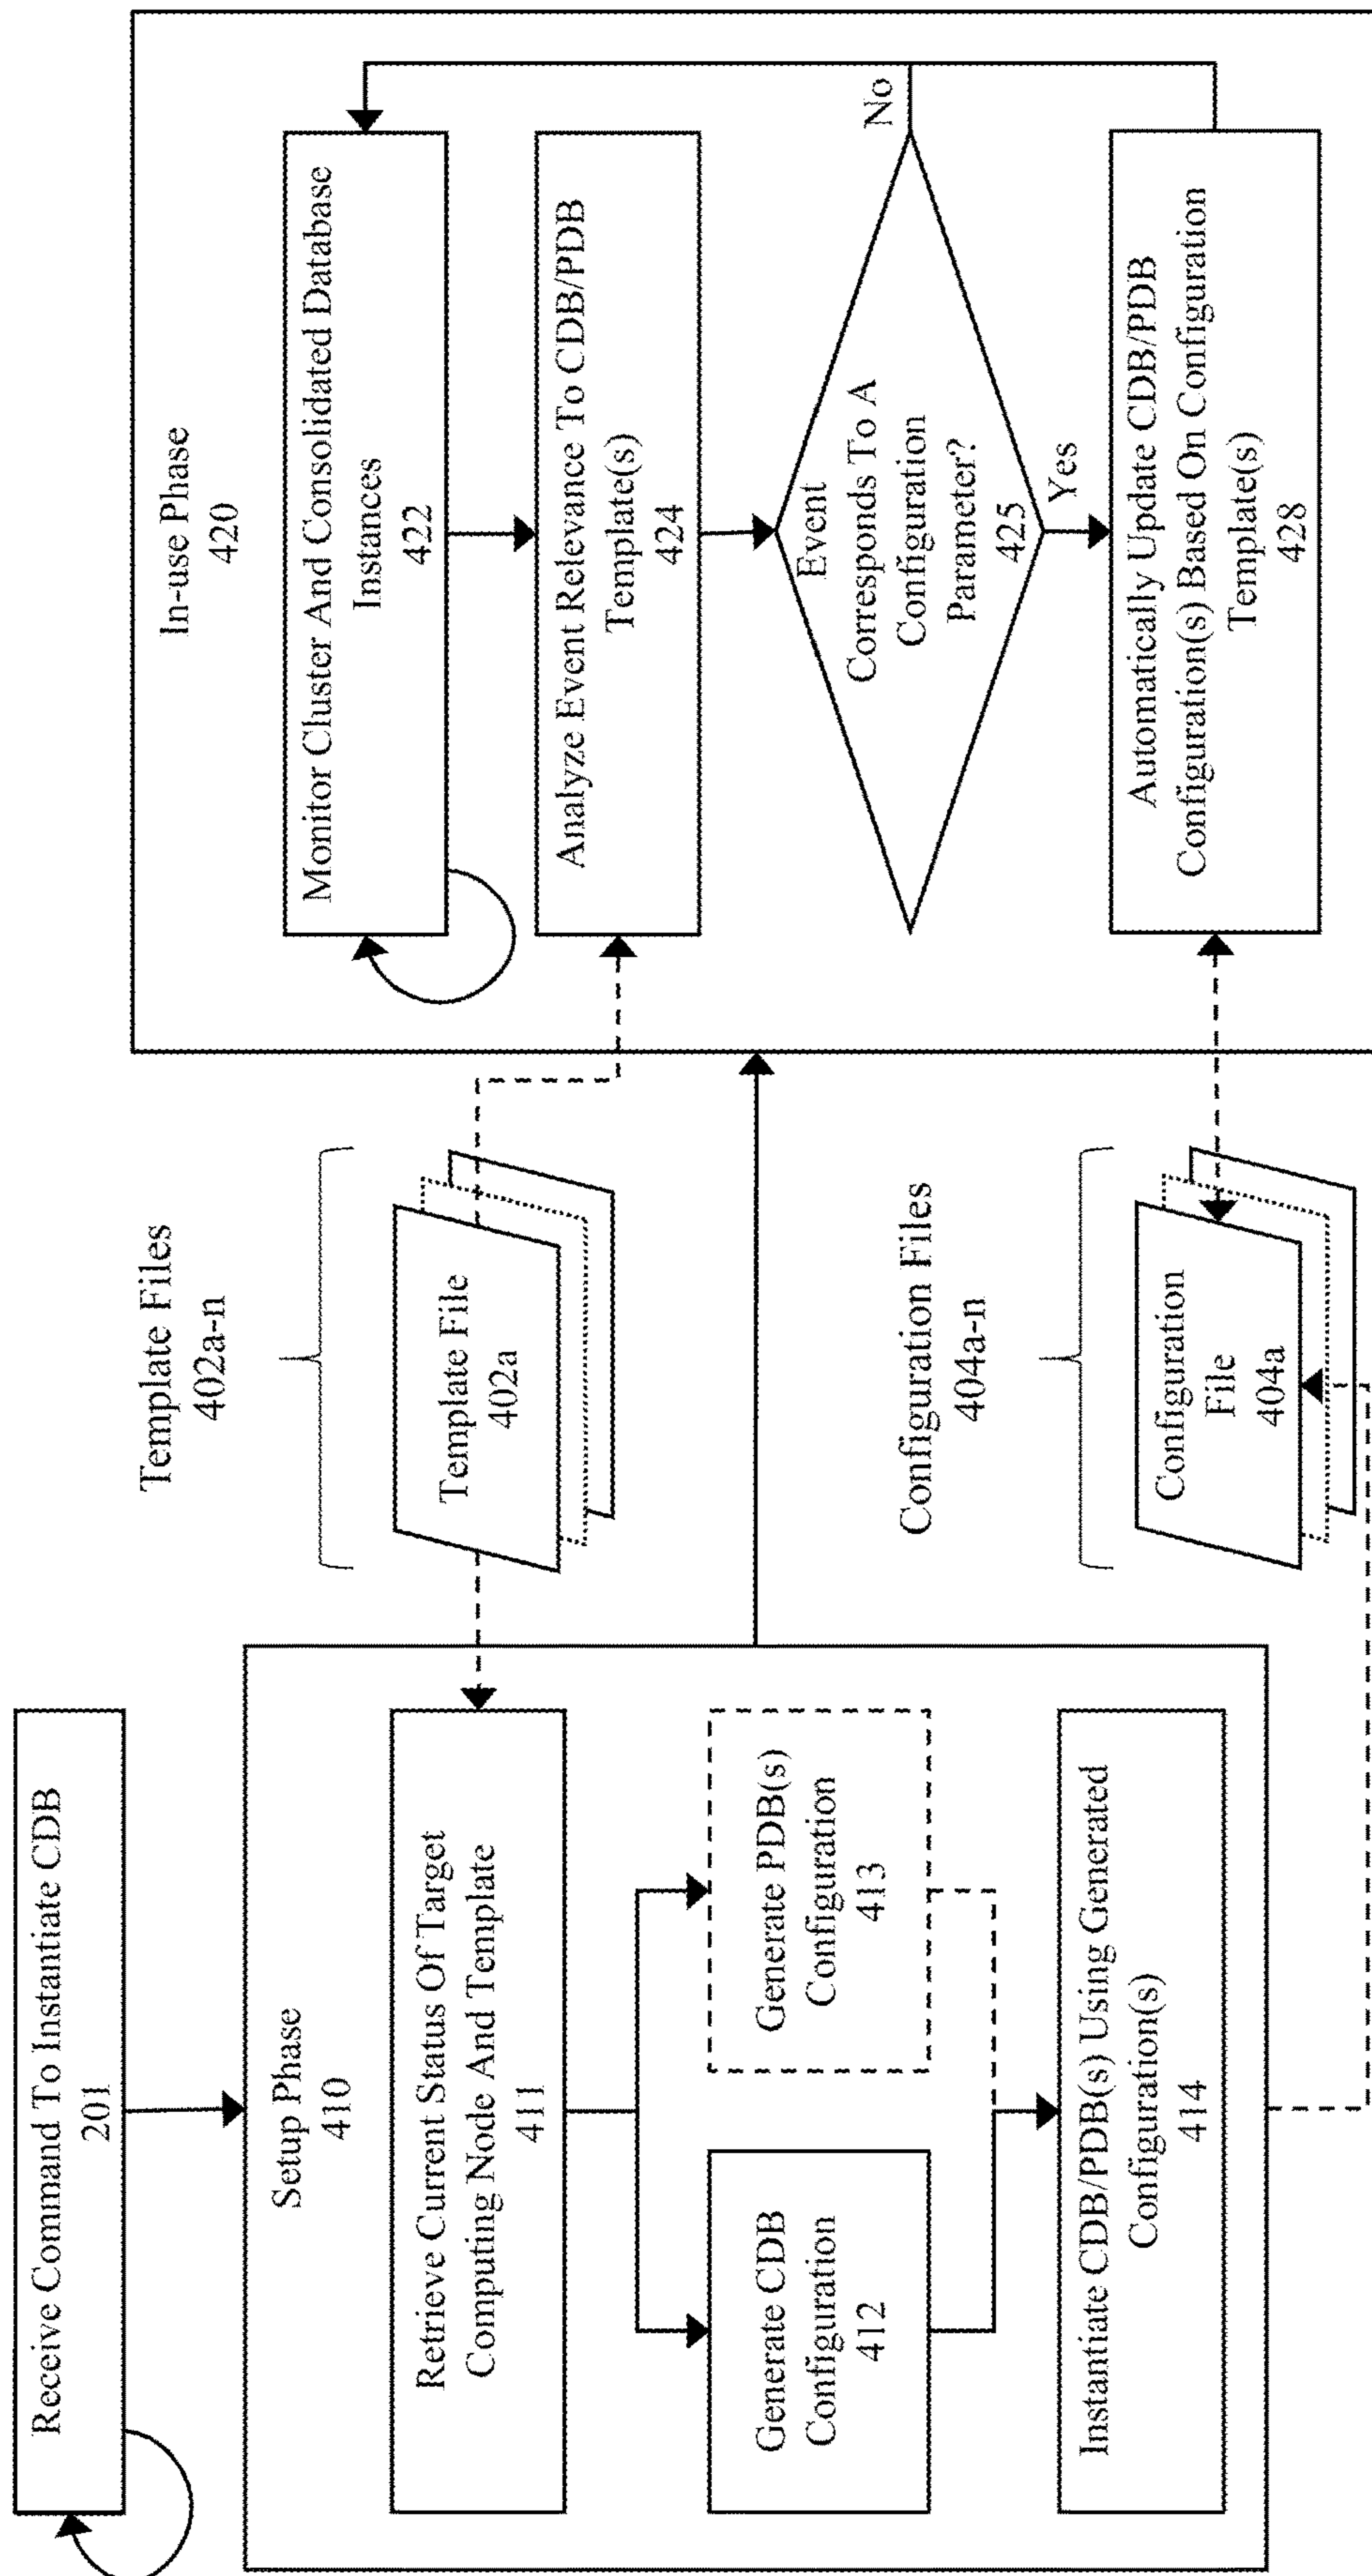 Receive Command To Instantiate CDB
201
Setup Phase
410
Retrieve Current Status Of Target
Computing Node And Template
411
Generate CDB
Configuration
412
Generate PDB(s)
Configuration
413
Instantiate CDB/PDB(s) Using Generated
Configuration(s)
414
Template Files
402a-n
Template File
402a
Configuration Files
404a-n
Configuration
File
404a
In-use Phase
420
Monitor Cluster And Consolidated Database
Instances
422
Analyze Event Relevance To CDB/PDB
Template(s)
424
Event
Corresponds To A
Configuration
Parameter?
425
No
Yes
Automatically Update CDB/PDB
Configuration(s) Based On Configuration
Template(s)
428